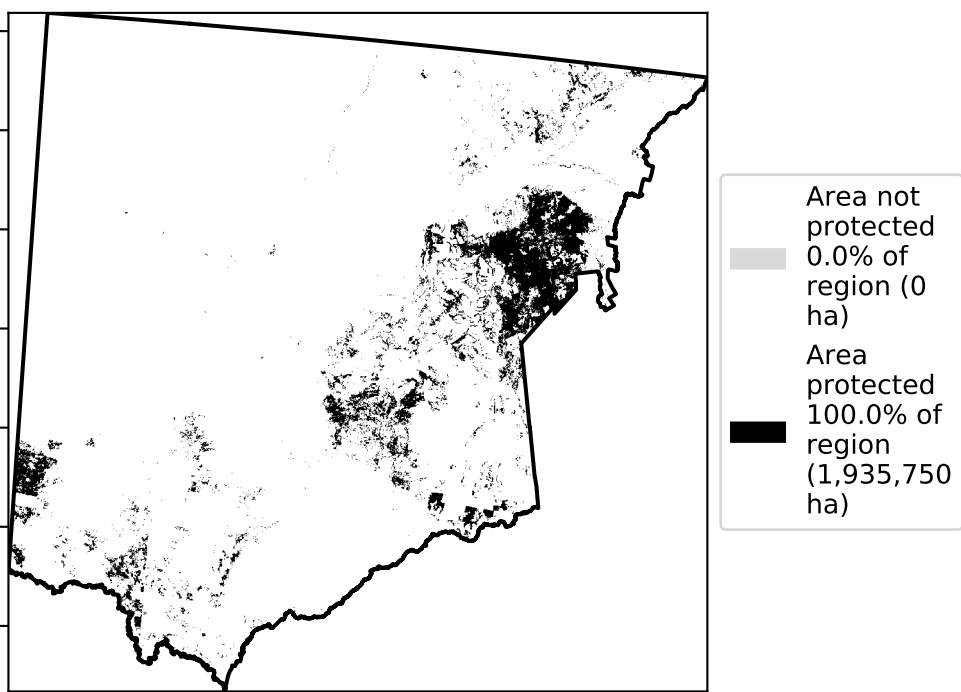 Area not
protected
0.0% of
region (0
ha)
Area
protected
100.0% of
region
(1,935,750
ha)